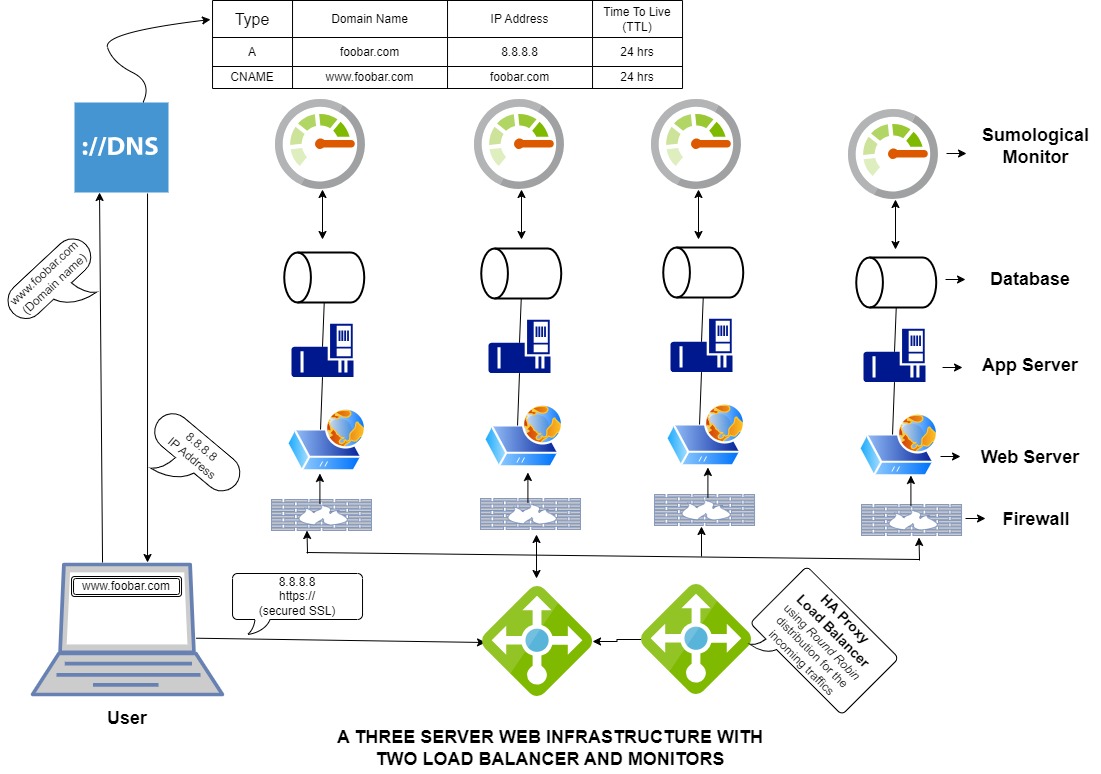 Type Domain Name IP Address Time To Live
(TTL)
A foobar.com 8.8.8.8 24 hrs
CNAME www.foobar.com foobar.com 24 hrs
://DNS
Sumological
Monitor
www.foobar.com
(Domain name)
Database
App Server
8.8.8.8
IP Address
Web Server
Firewall
www.foobar.com
8.8.8.8
https://
(secured SSL)
HA Proxy
Load Balancer
using Round Robin
distribution for the
incoming traffics
User
A THREE SERVER WEB INFRASTRUCTURE WITH
TWO LOAD BALANCER AND MONITORS